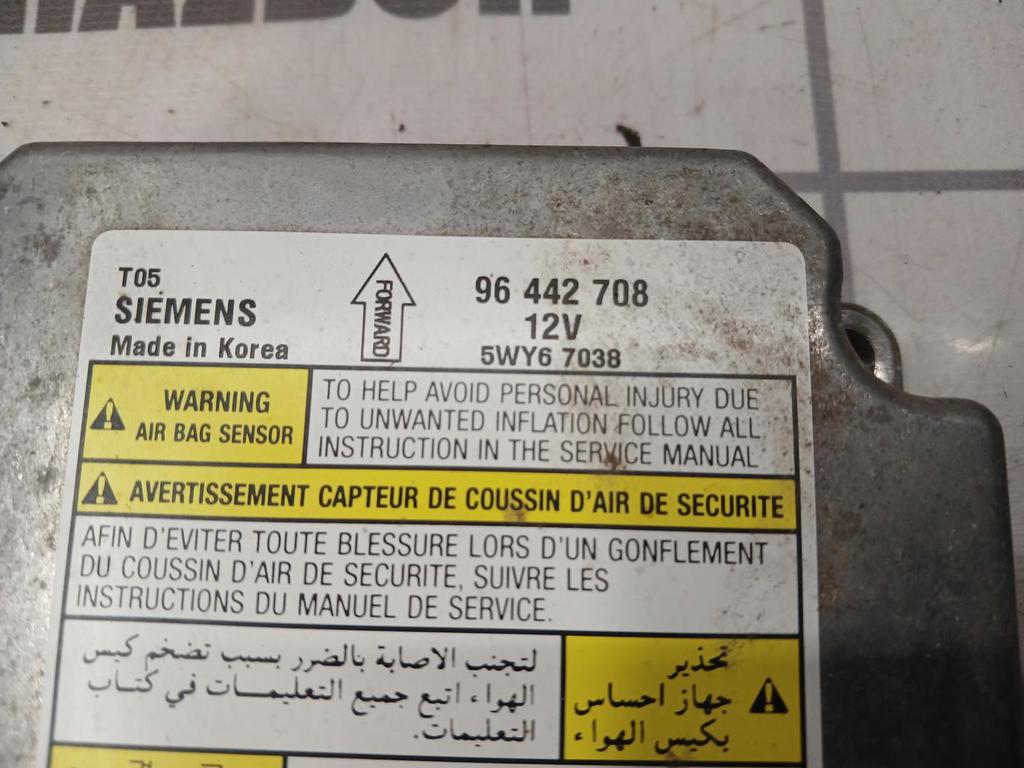 T05
SIEMENS
Made in Korea
FORWARD
96 442 708
12V
5WY6 7038
WARNING
AIR BAG SENSOR
TO HELP AVOID PERSONAL INJURY DUE
TO UNWANTED INFLATION FOLLOW ALL
INSTRUCTION IN THE SERVICE MANUAL
AVERTISSEMENT CAPTEUR DE COUSSIN D'AIR DE SECURITE
AFIN D'EVITER TOUTE BLESSURE LORS D'UN GONFLEMENT
DU COUSSIN D'AIR DE SECURITE, SUIVRE LES
INSTRUCTIONS DU MANUEL DE SERVICE.
تحذير
جهاز احساس
بكيس الهواء
لتجنب الاصابة بالضرر بسبب تضخم كيس
الهواء اتبع جميع التعليمات في كتاب
التعليمات.